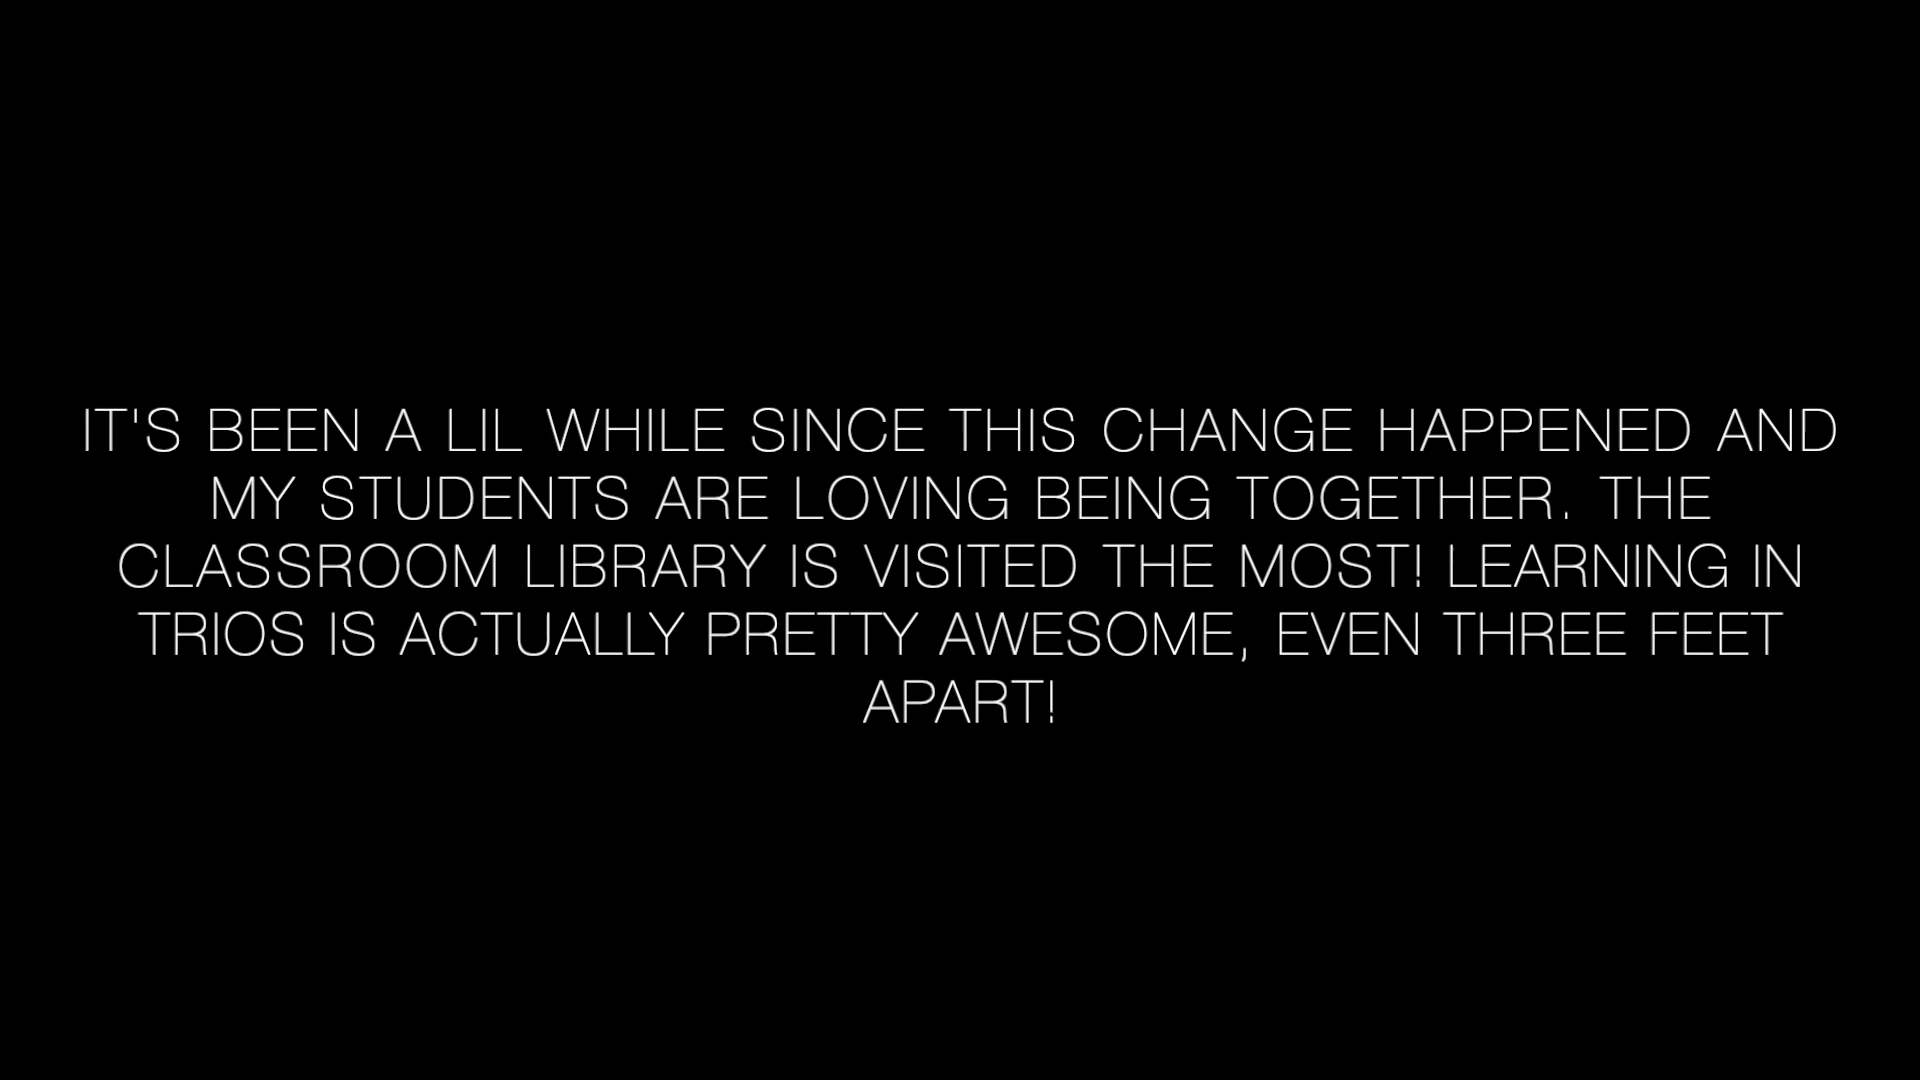 IT'S BEEN A LIL WHILE SINCE THIS CHANGE HAPPENED AND
MY STUDENTS ARE LOVING BEING TOGETHER. THE
CLASSROOM LIBRARY IS VISITED THE MOST! LEARNING IN
TRIOS IS ACTUALLY PRETTY AWESOME, EVEN THREE FEET
APART!